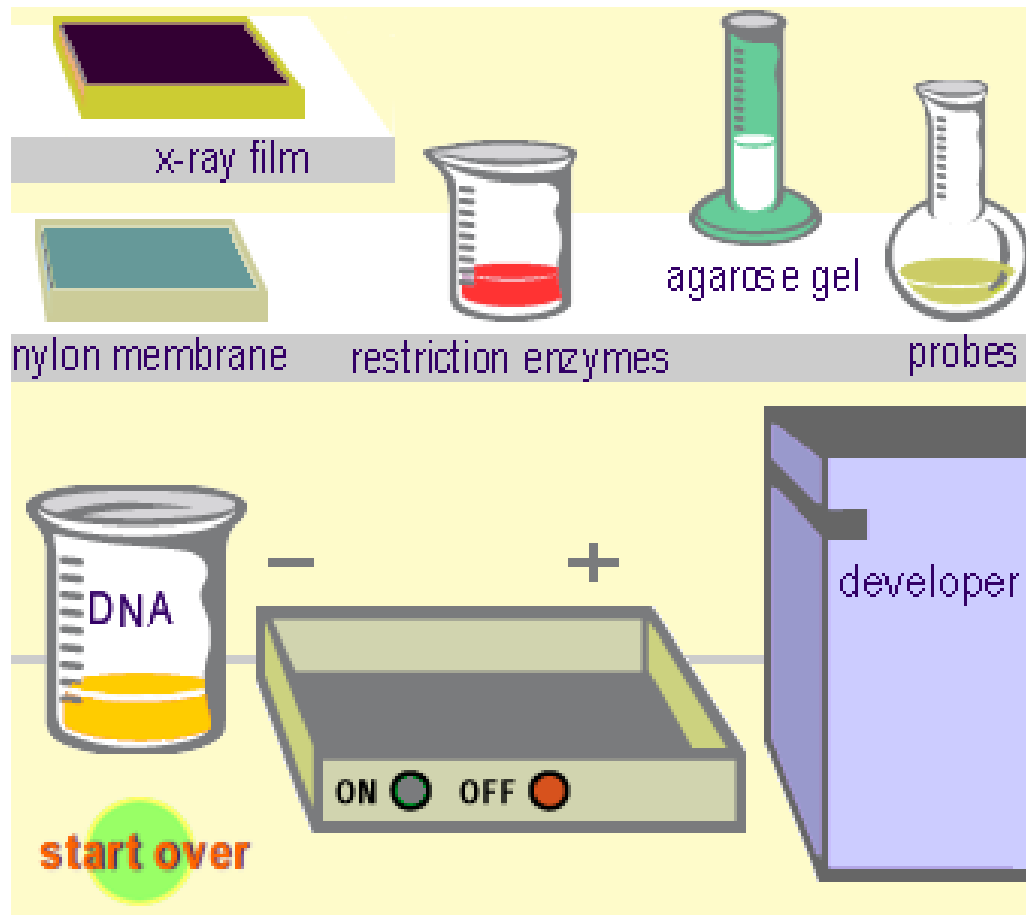 x-ray film
agarose gel
nylon membrane
restriction enzymes
probes
− +
DNA
developer
ON OFF
start over